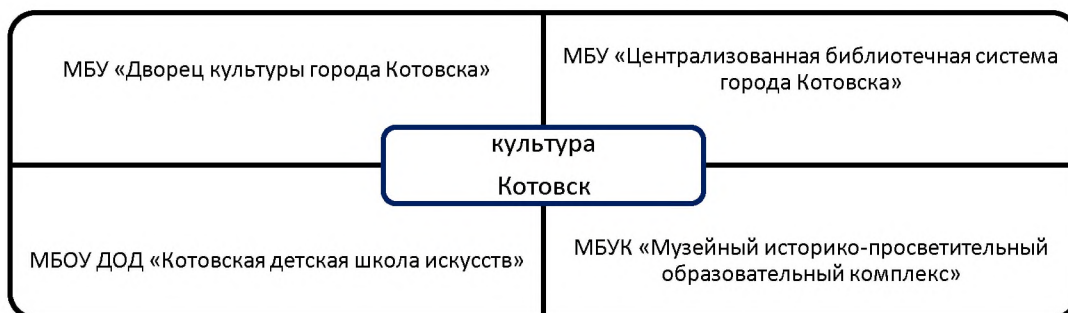 МБУ «Дворец культуры города Котовска»
МБУ «Централизованная библиотечная система
города Котовска»
культура
Котовск
МБОУ ДОД «Котовская детская школа искусств»
МБУК «Музейный историко-просветительный
образовательный комплекс»